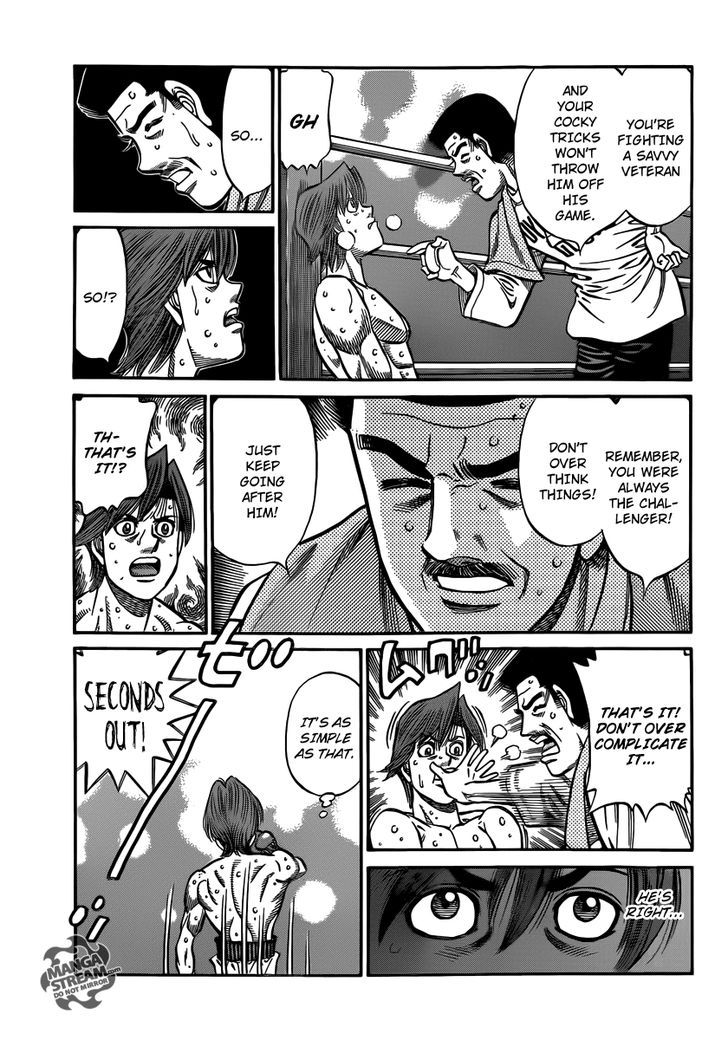 YOU'RE
FIGHTING
A SAVVY
VETERAN
AND
YOUR
COCKY
TRICKS
WON'T
THROW
HIM OFF
HIS
GAME.
GH
SO...
SO!?
REMEMBER,
YOU WERE
ALWAYS
THE CHAL-
LENGER!
DON'T
OVER
THINK
THINGS!
JUST
KEEP
GOING
AFTER
HIM!
TH-
THAT'S
IT!?
THAT'S IT!
DON'T OVER
COMPLICATE
IT...
ムグ…
HE'S
RIGHT...
IT'S AS
SIMPLE
AS THAT.
SECONDS
OUT!
MANGA
STREAM.com
DO NOT MIRROR